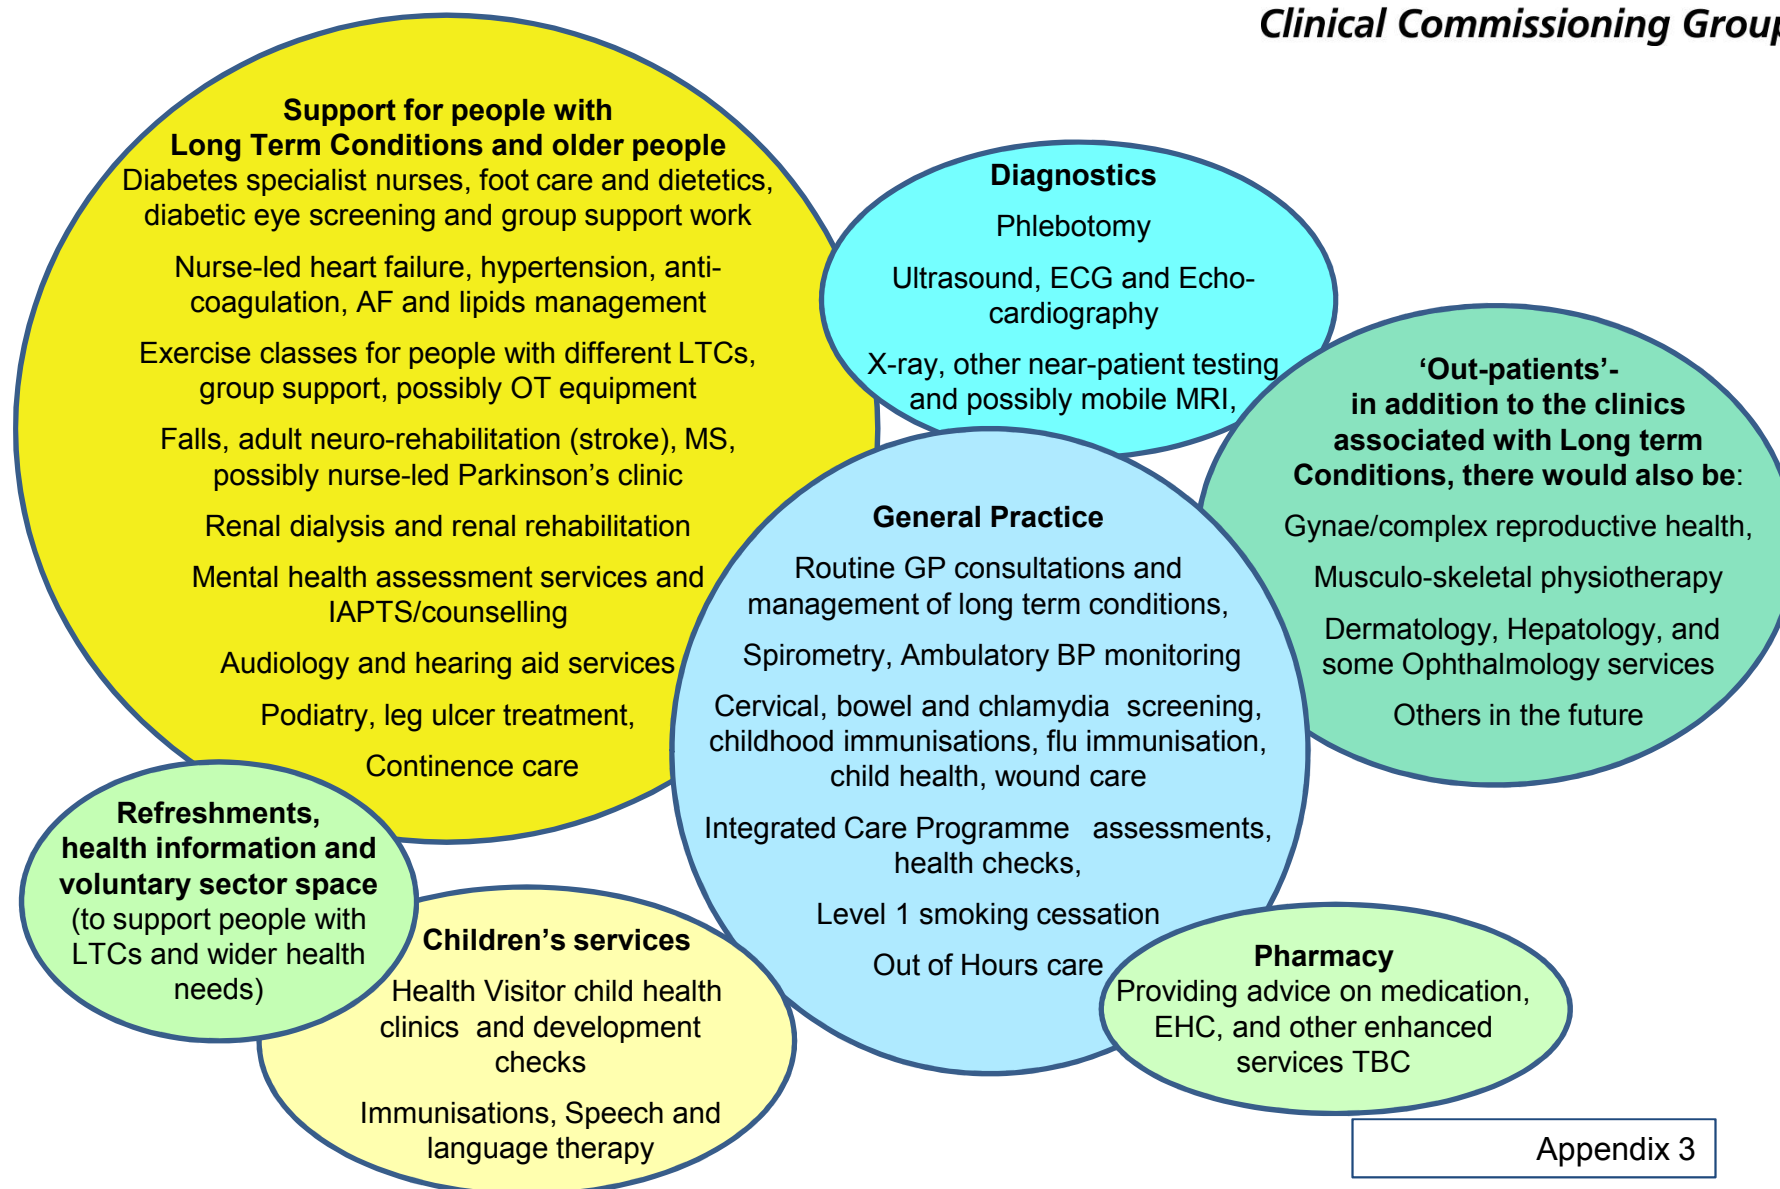 Clinical Commissioning Group
Support for people with
Long Term Conditions and older people
Diabetes specialist nurses, foot care and dietetics,
diabetic eye screening and group support work
Nurse-led heart failure, hypertension, anti-
coagulation, AF and lipids management
Exercise classes for people with different LTCs,
group support, possibly OT equipment
Falls, adult neuro-rehabilitation (stroke), MS,
possibly nurse-led Parkinson’s clinic
Renal dialysis and renal rehabilitation
Mental health assessment services and
IAPTS/counselling
Audiology and hearing aid services
Podiatry, leg ulcer treatment,
Continence care
Diagnostics
Phlebotomy
Ultrasound, ECG and Echo-
cardiography
X-ray, other near-patient testing
and possibly mobile MRI,
‘Out-patients’-
in addition to the clinics
associated with Long term
Conditions, there would also be:
Gynae/complex reproductive health,
Musculo-skeletal physiotherapy
Dermatology, Hepatology, and
some Ophthalmology services
Others in the future
General Practice
Routine GP consultations and
management of long term conditions,
Spirometry, Ambulatory BP monitoring
Cervical, bowel and chlamydia screening,
childhood immunisations, flu immunisation,
child health, wound care
Integrated Care Programme assessments,
health checks,
Level 1 smoking cessation
Out of Hours care
Refreshments,
health information and
voluntary sector space
(to support people with
LTCs and wider health
needs)
Children’s services
Health Visitor child health
clinics and development
checks
Immunisations, Speech and
language therapy
Pharmacy
Providing advice on medication,
EHC, and other enhanced
services TBC
Appendix 3